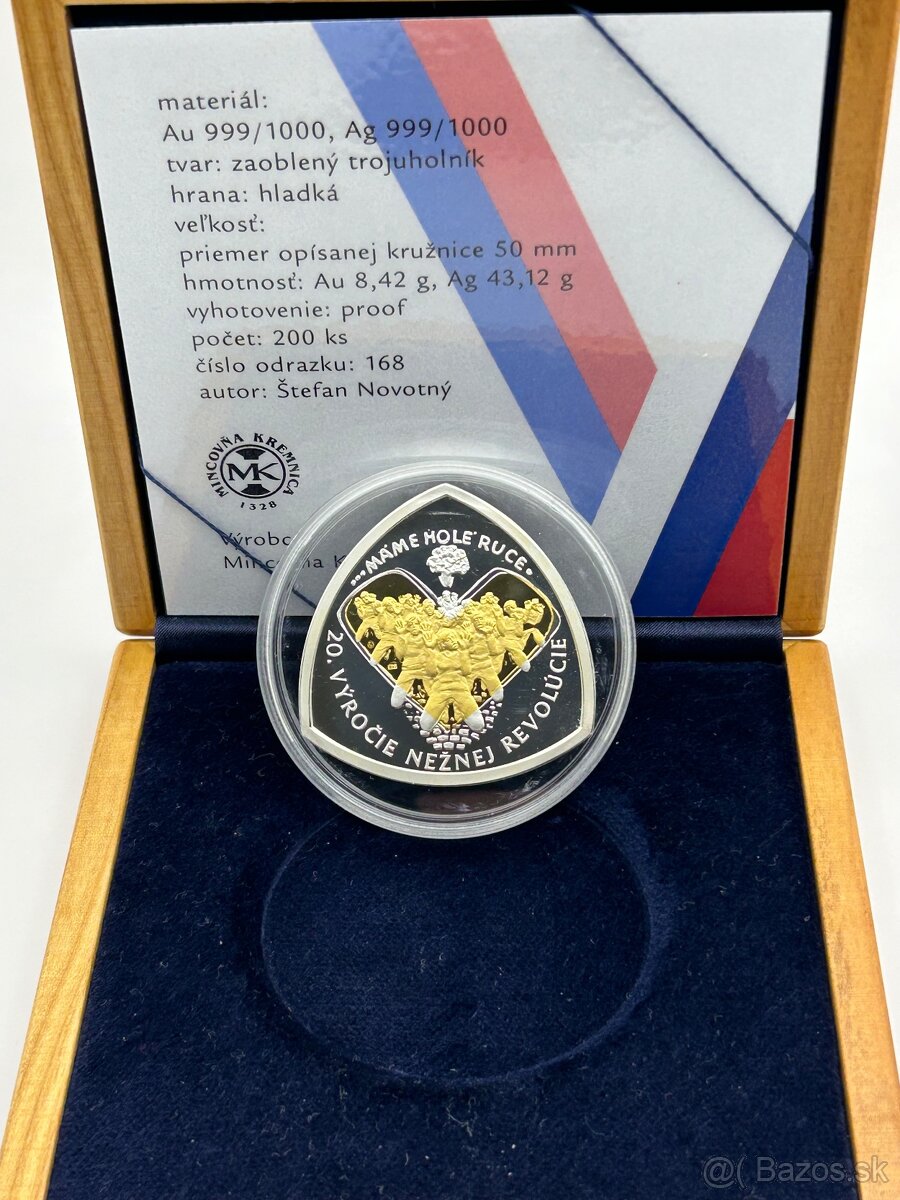 materiál:
Au 999/1000, Ag 999/1000
tvar: zaoblený trojuholník
hrana: hladká
veľkosť:
priemer opísanej kružnice 50 mm
hmotnosť: Au 8,42 g, Ag 43,12 g
vyhotovenie: proof
počet: 200 ks
číslo odrazku: 168
autor: Štefan Novotný
MINCOVŇA KREMNICA
MK
1328
...MÁME HOLÉ RUCE.
20. VÝROČIE NEŽNEJ REVOLÚCIE
@( Bazos.sk